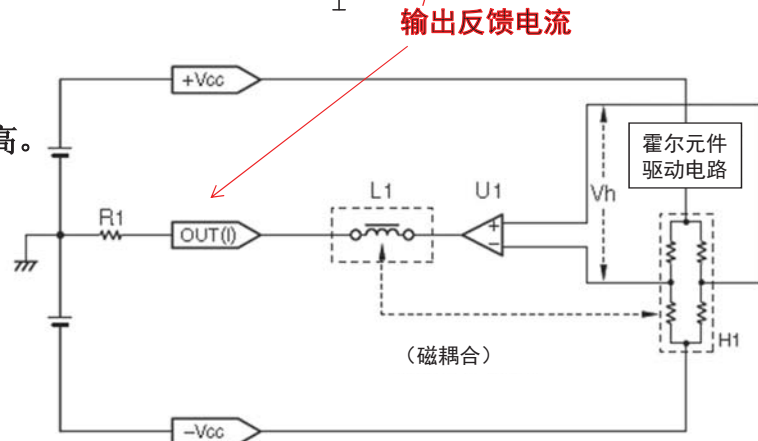 输出反馈电流
+Vcc
高。
霍尔元件
驱动电路
Vh
L1
U1
+
−
R1
OUT(I)
H1
（磁耦合）
−Vcc